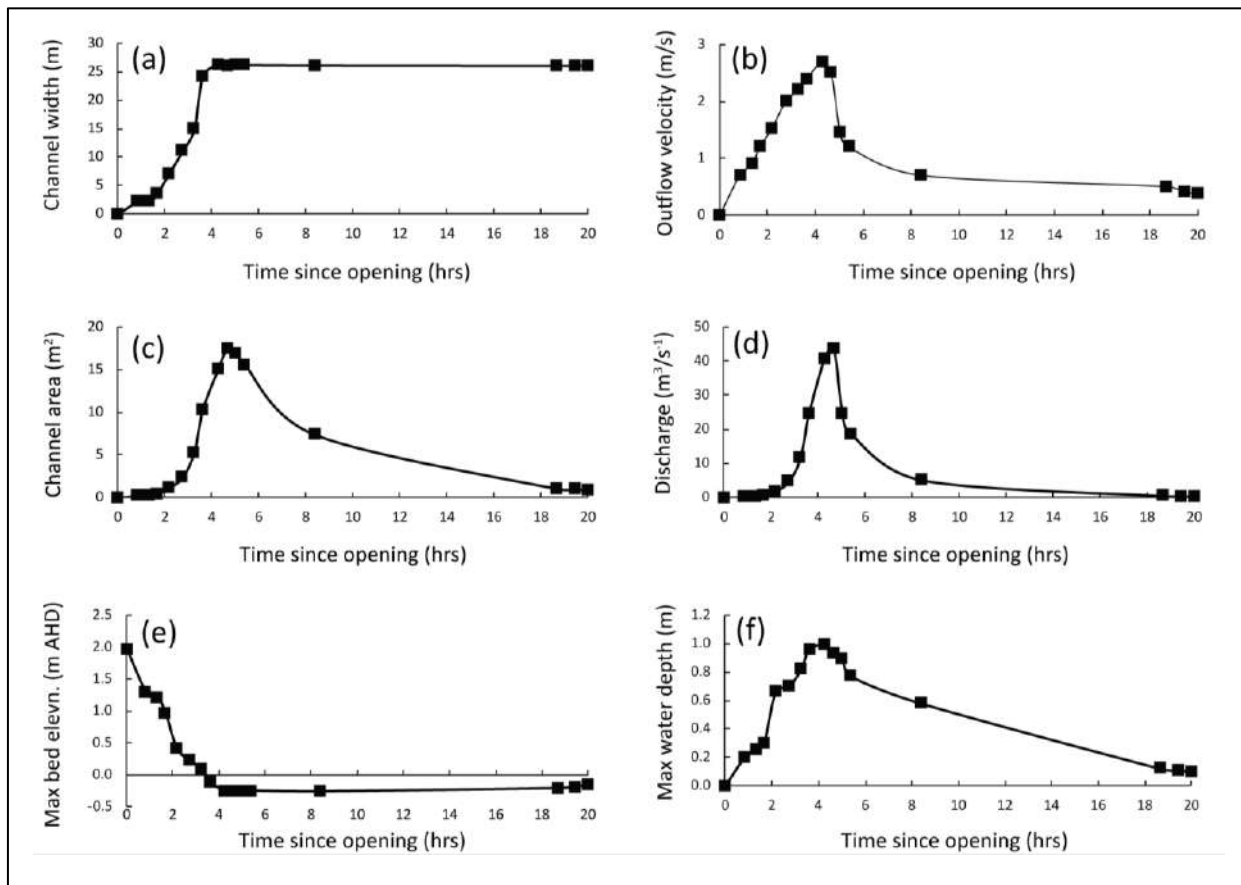 (a)
Channel width (m)
30
25
20
15
10
5
0
0 2 4 6 8 10 12 14 16 18 20
Time since opening (hrs)
(b)
Outflow velocity (m/s)
3
2
1
0
0 2 4 6 8 10 12 14 16 18 20
Time since opening (hrs)
(c)
Channel area (m²)
20
15
10
5
0
0 2 4 6 8 10 12 14 16 18 20
Time since opening (hrs)
(d)
Discharge (m³/s⁻¹)
50
40
30
20
10
0
0 2 4 6 8 10 12 14 16 18 20
Time since opening (hrs)
(e)
Max bed elevn. (m AHD)
2.5
2.0
1.5
1.0
0.5
0.0
-0.5
0 2 4 6 8 10 12 14 16 18 20
Time since opening (hrs)
(f)
Max water depth (m)
1.2
1.0
0.8
0.6
0.4
0.2
0.0
0 2 4 6 8 10 12 14 16 18 20
Time since opening (hrs)